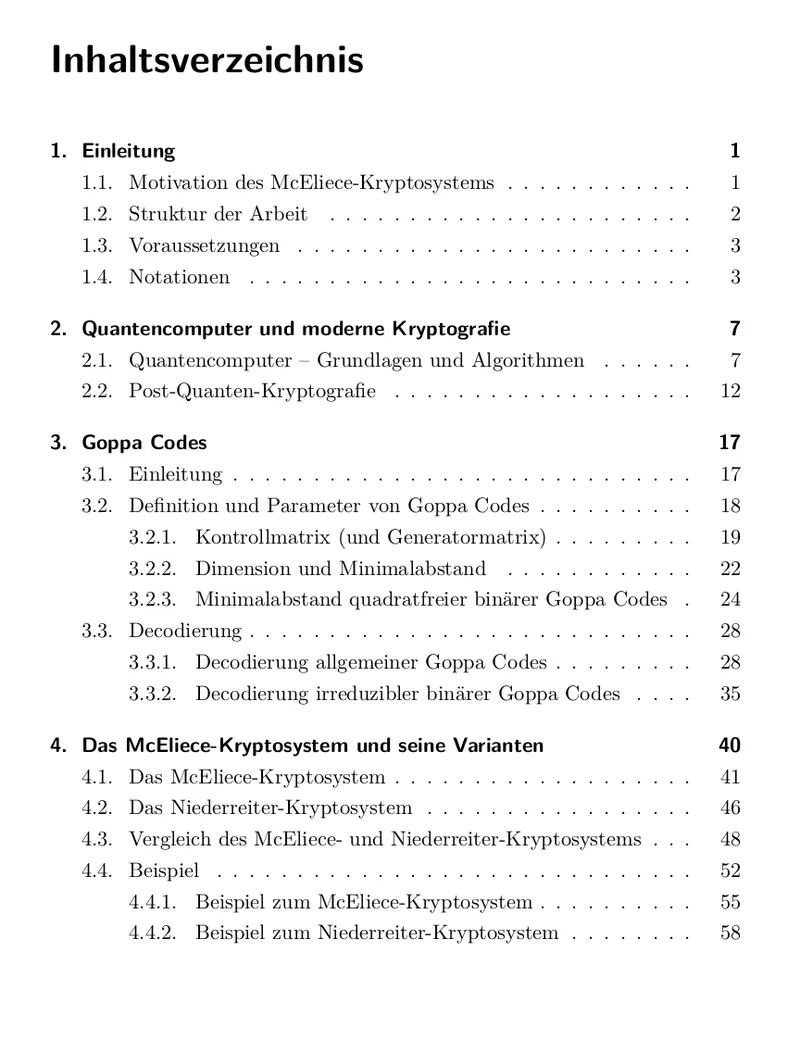 Inhaltsverzeichnis
1. Einleitung 1
1.1. Motivation des McEliece-Kryptosystems . . . . . . . . . . . . 1
1.2. Struktur der Arbeit . . . . . . . . . . . . . . . . . . . . . . . 2
1.3. Voraussetzungen . . . . . . . . . . . . . . . . . . . . . . . . . 3
1.4. Notationen . . . . . . . . . . . . . . . . . . . . . . . . . . . . 3
2. Quantencomputer und moderne Kryptografie 7
2.1. Quantencomputer – Grundlagen und Algorithmen . . . . . . 7
2.2. Post-Quanten-Kryptografie . . . . . . . . . . . . . . . . . . . 12
3. Goppa Codes 17
3.1. Einleitung . . . . . . . . . . . . . . . . . . . . . . . . . . . . . 17
3.2. Definition und Parameter von Goppa Codes . . . . . . . . . . 18
3.2.1. Kontrollmatrix (und Generatormatrix) . . . . . . . . . 19
3.2.2. Dimension und Minimalabstand . . . . . . . . . . . . 22
3.2.3. Minimalabstand quadratfreier binärer Goppa Codes . 24
3.3. Decodierung . . . . . . . . . . . . . . . . . . . . . . . . . . . . 28
3.3.1. Decodierung allgemeiner Goppa Codes . . . . . . . . . 28
3.3.2. Decodierung irreduzibler binärer Goppa Codes . . . . 35
4. Das McEliece-Kryptosystem und seine Varianten 40
4.1. Das McEliece-Kryptosystem . . . . . . . . . . . . . . . . . . . 41
4.2. Das Niederreiter-Kryptosystem . . . . . . . . . . . . . . . . . 46
4.3. Vergleich des McEliece- und Niederreiter-Kryptosystems . . . 48
4.4. Beispiel . . . . . . . . . . . . . . . . . . . . . . . . . . . . . . 52
4.4.1. Beispiel zum McEliece-Kryptosystem . . . . . . . . . . 55
4.4.2. Beispiel zum Niederreiter-Kryptosystem . . . . . . . . 58